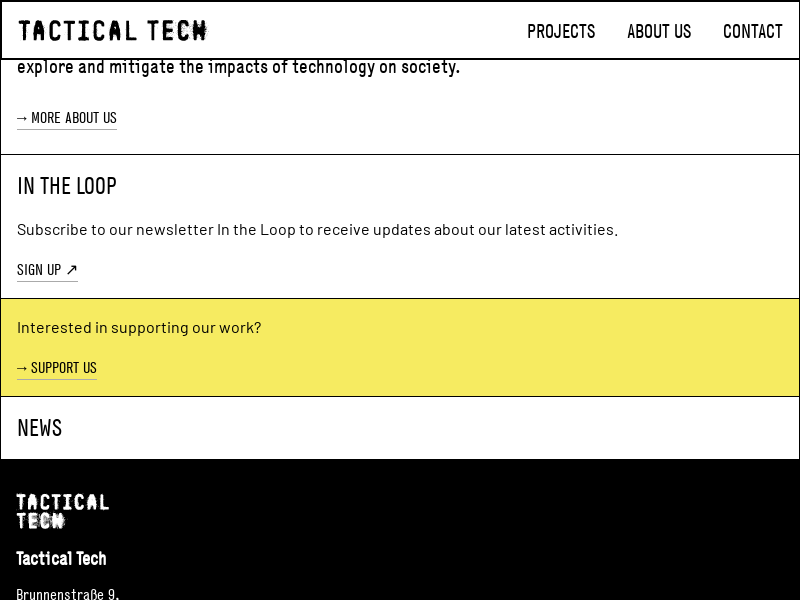 TACTICAL TECH
PROJECTS
ABOUT US
CONTACT
explore and mitigate the impacts of technology on society.
→ MORE ABOUT US
IN THE LOOP
Subscribe to our newsletter In the Loop to receive updates about our latest activities.
SIGN UP ↗
Interested in supporting our work?
→ SUPPORT US
NEWS
TACTICAL
TECH
Tactical Tech
Brunnenstraße 9,